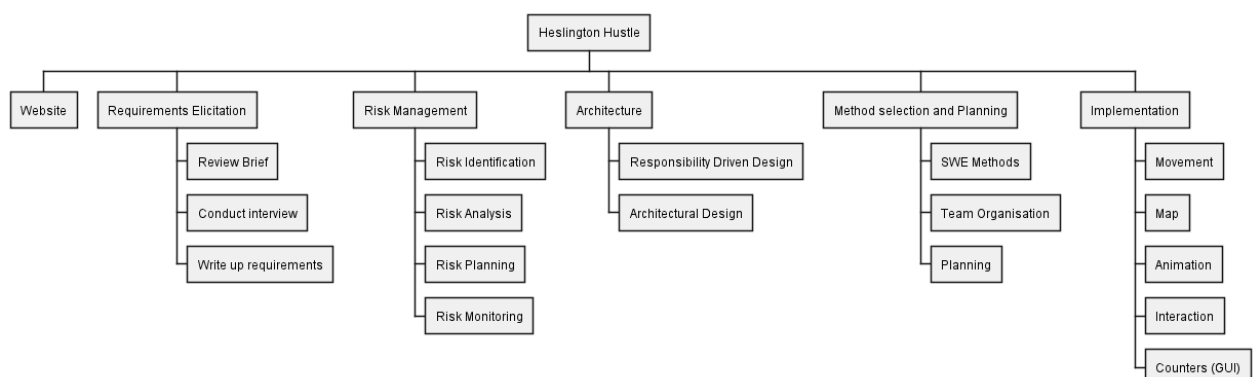 Heslington Hustle
Website
Requirements Elicitation
Review Brief
Conduct interview
Write up requirements
Risk Management
Risk Identification
Risk Analysis
Risk Planning
Risk Monitoring
Architecture
Responsibility Driven Design
Architectural Design
Method selection and Planning
SWE Methods
Team Organisation
Planning
Implementation
Movement
Map
Animation
Interaction
Counters (GUI)